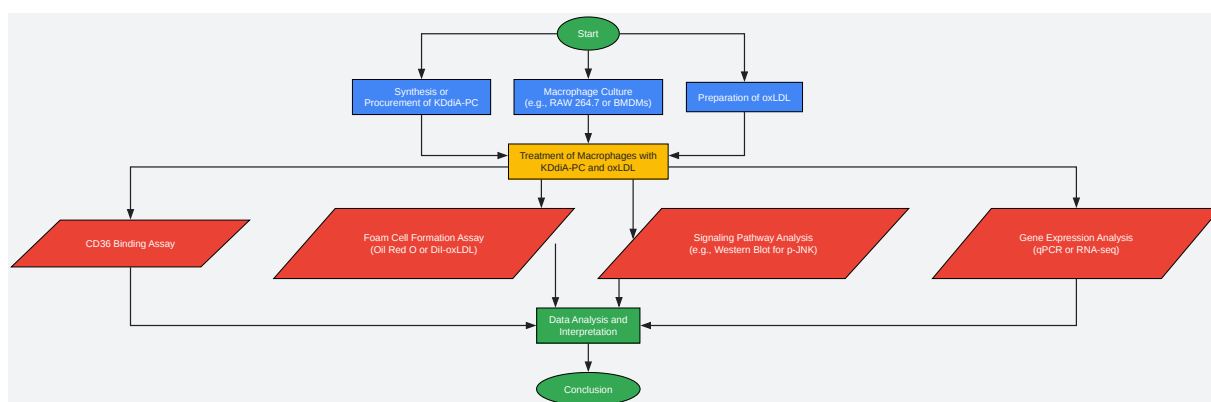 Start
Synthesis or
Procurement of KDdiA-PC
Macrophage Culture
(e.g., RAW 264.7 or BMDMs)
Preparation of oxLDL
Treatment of Macrophages with
KDdiA-PC and oxLDL
CD36 Binding Assay
Foam Cell Formation Assay
(Oil Red O or DiI-oxLDL)
Signaling Pathway Analysis
(e.g., Western Blot for p-JNK)
Gene Expression Analysis
(qPCR or RNA-seq)
Data Analysis and
Interpretation
Conclusion